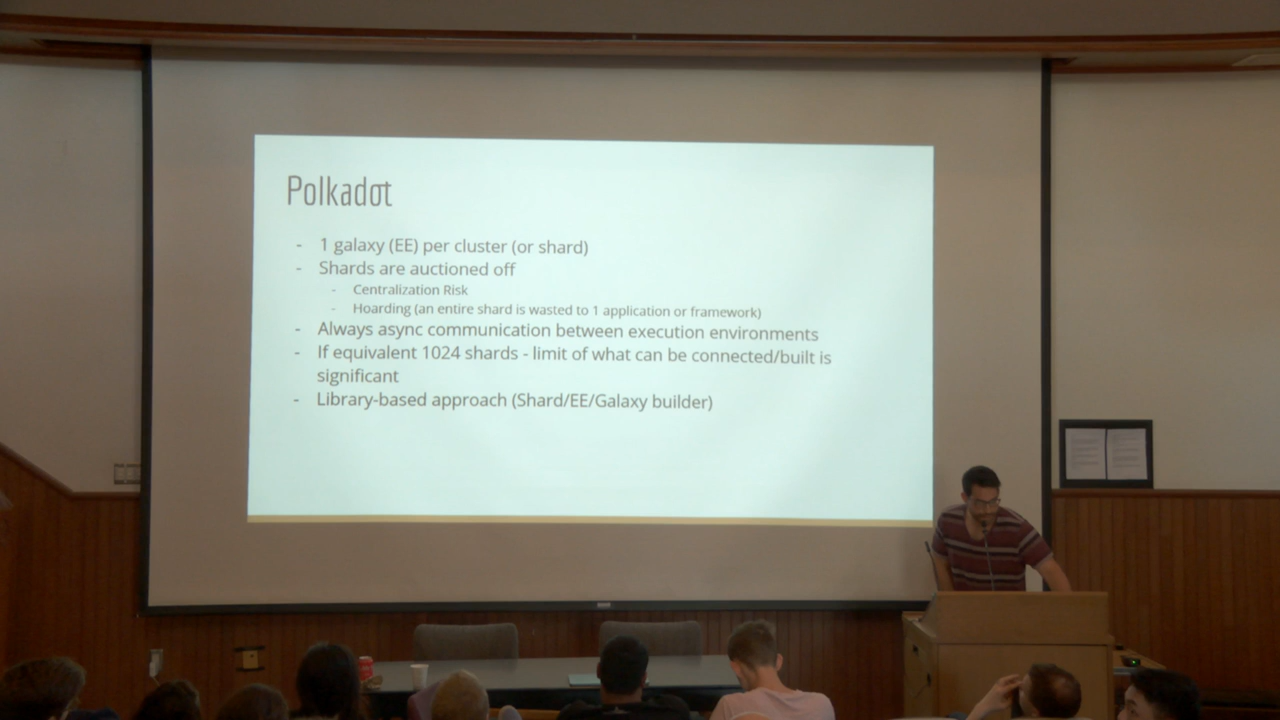 Polkadot
- 1 galaxy (EE) per cluster (or shard)
- Shards are auctioned off
- Centralization Risk
- Hoarding (an entire shard is wasted to 1 application or framework)
- Always async communication between execution environments
- If equivalent 1024 shards - limit of what can be connected/built is
significant
- Library-based approach (Shard/EE/Galaxy builder)